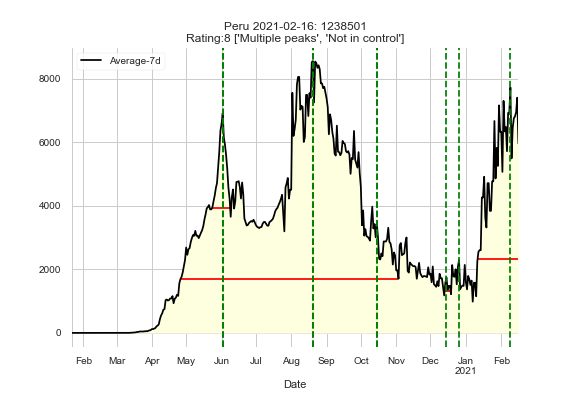 Peru 2021-02-16: 1238501
Rating:8 ['Multiple peaks', 'Not in control']
Average-7d
8000
6000
4000
2000
0
Feb Mar Apr May Jun Jul Aug Sep Oct Nov Dec Jan Feb
2021
Date